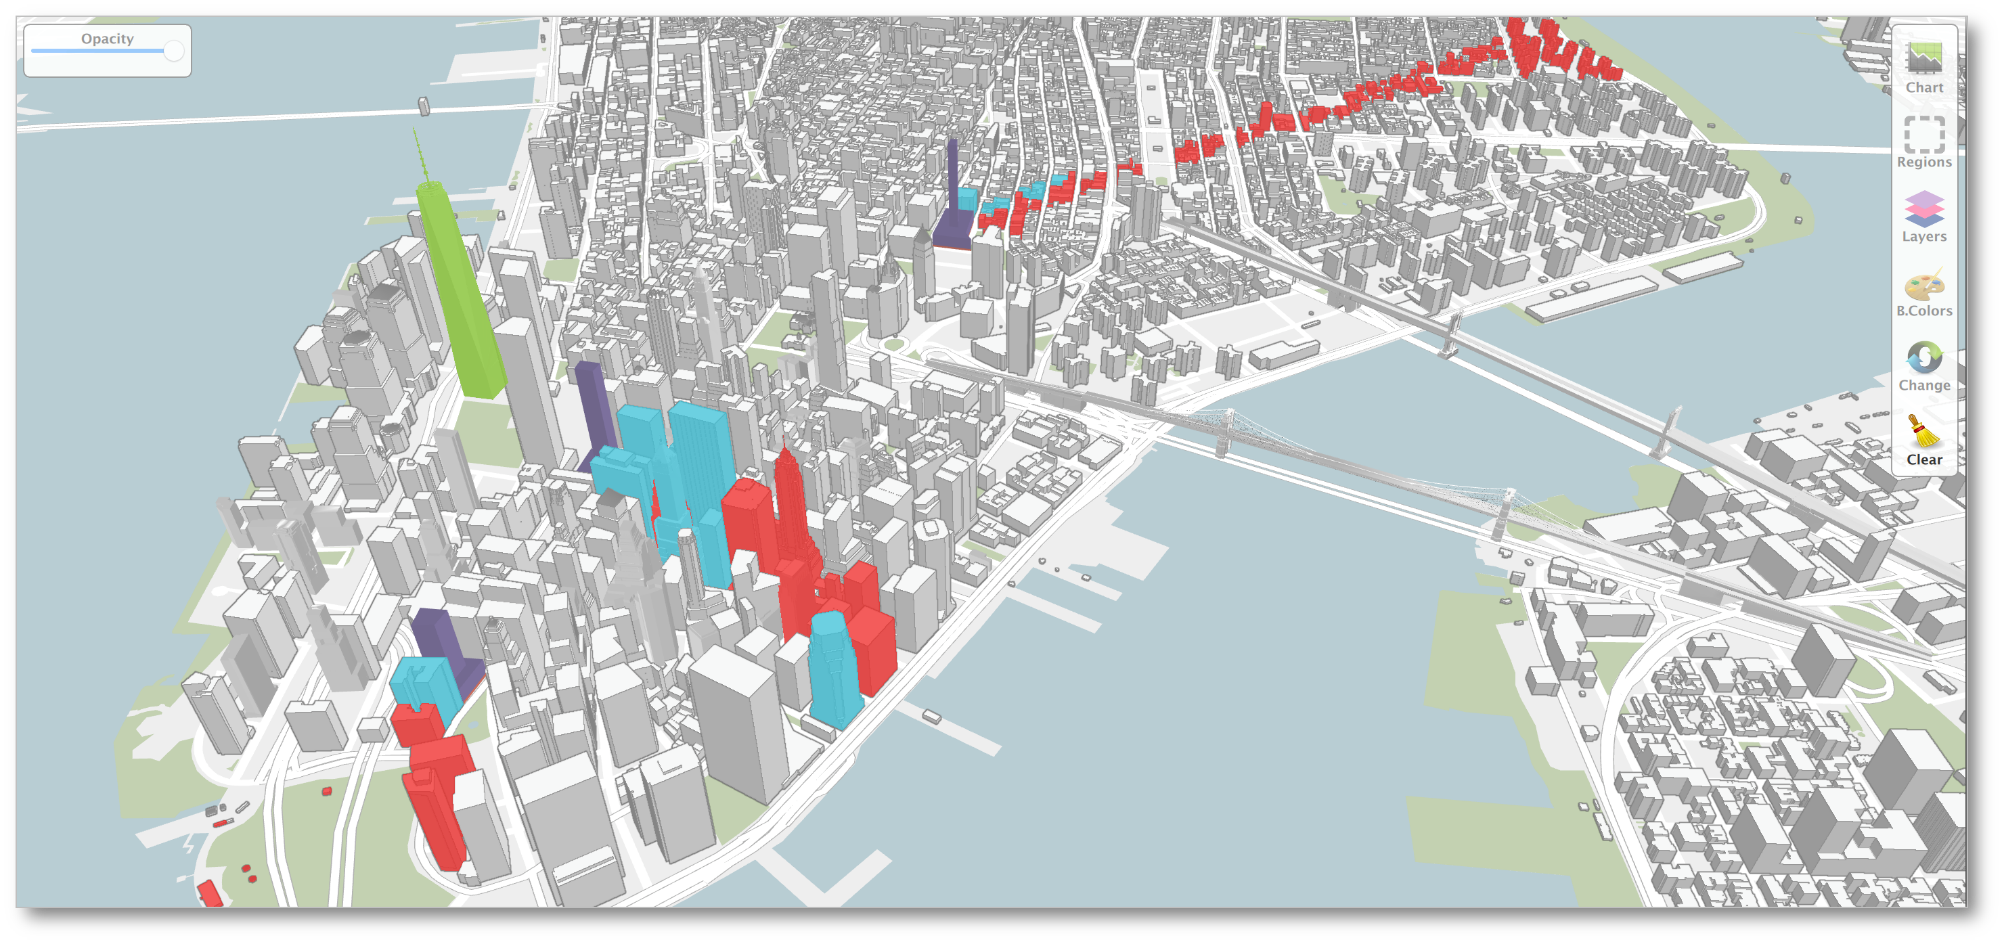 Opacity
Chart
Regions
Layers
B.Colors
Change
Clear